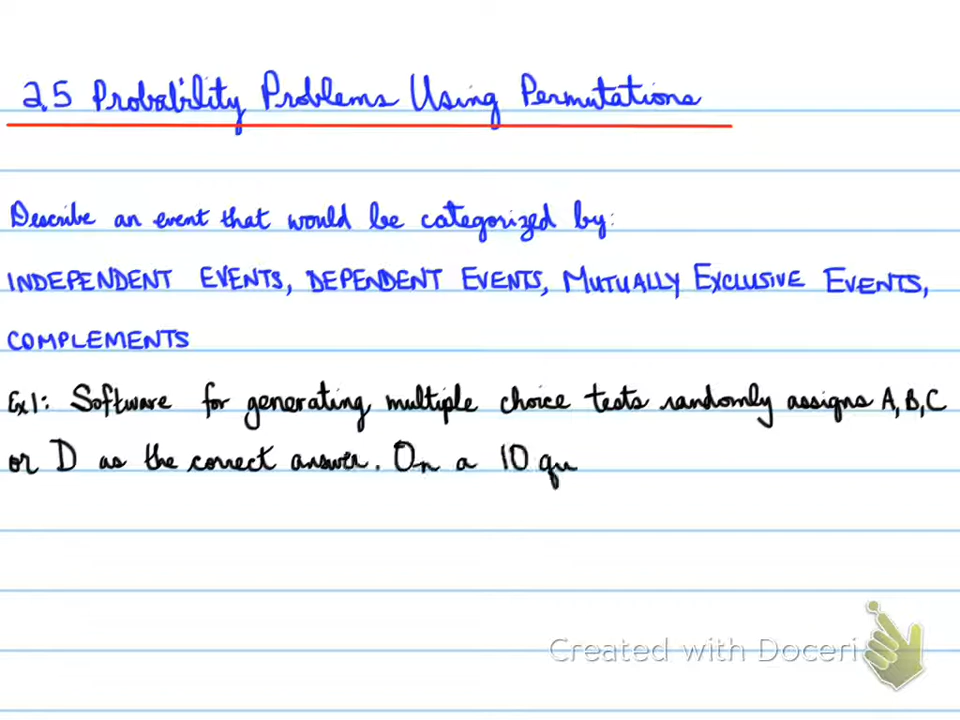 2.5 Probability Problems Using Permutations
Describe an event that would be categorized by:
INDEPENDENT EVENTS, DEPENDENT EVENTS, MUTUALLY EXCLUSIVE EVENTS,
COMPLEMENTS
Ex1: Software for generating multiple choice tests randomly assigns A, B, C
or D as the correct answer. On a 10 qu
Created with Doceri